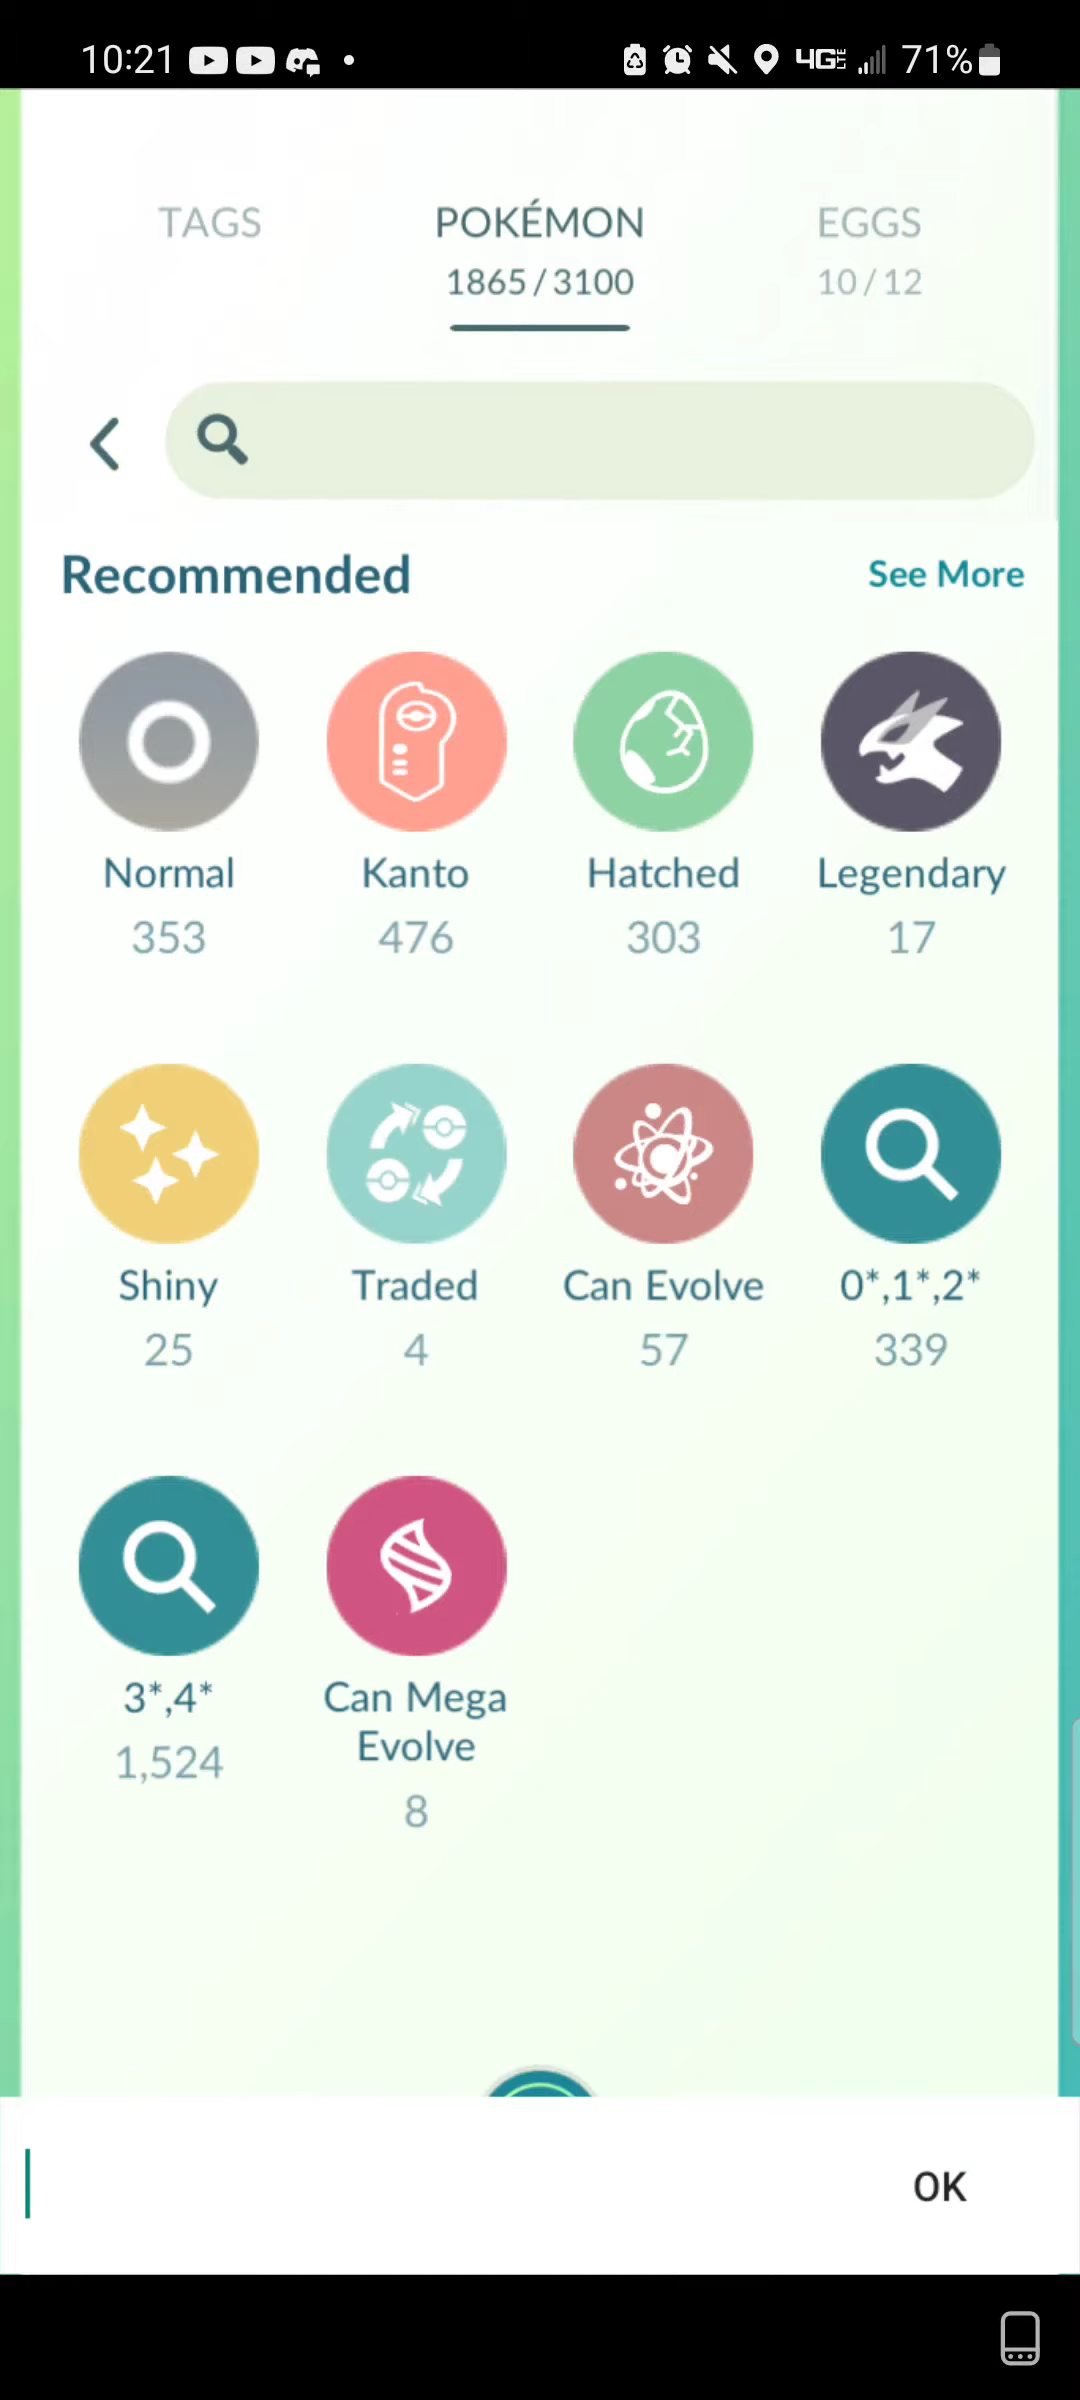 10:21
4G LTE 71%
TAGS POKÉMON EGGS
1865/3100 10/12
Recommended See More
Normal Kanto Hatched Legendary
353 476 303 17
Shiny Traded Can Evolve 0*,1*,2*
25 4 57 339
3*,4* Can Mega
Evolve
1,524
8
OK